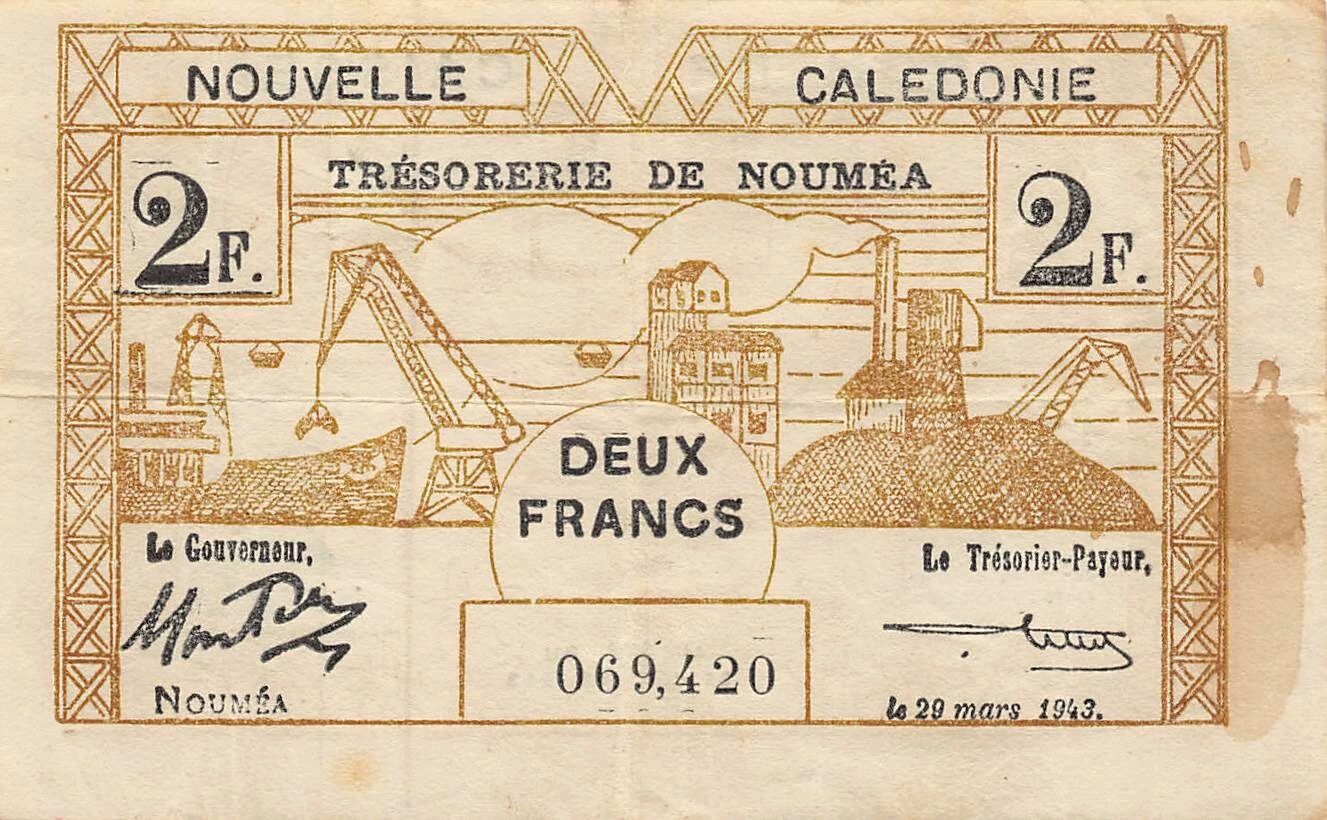 NOUVELLE CALEDONIE
TRÉSORERIE DE NOUMÉA
2F. 2F.
DEUX
FRANCS
Le Gouverneur, Le Trésorier-Payeur,
069,420
NOUMÉA le 29 mars 1943.